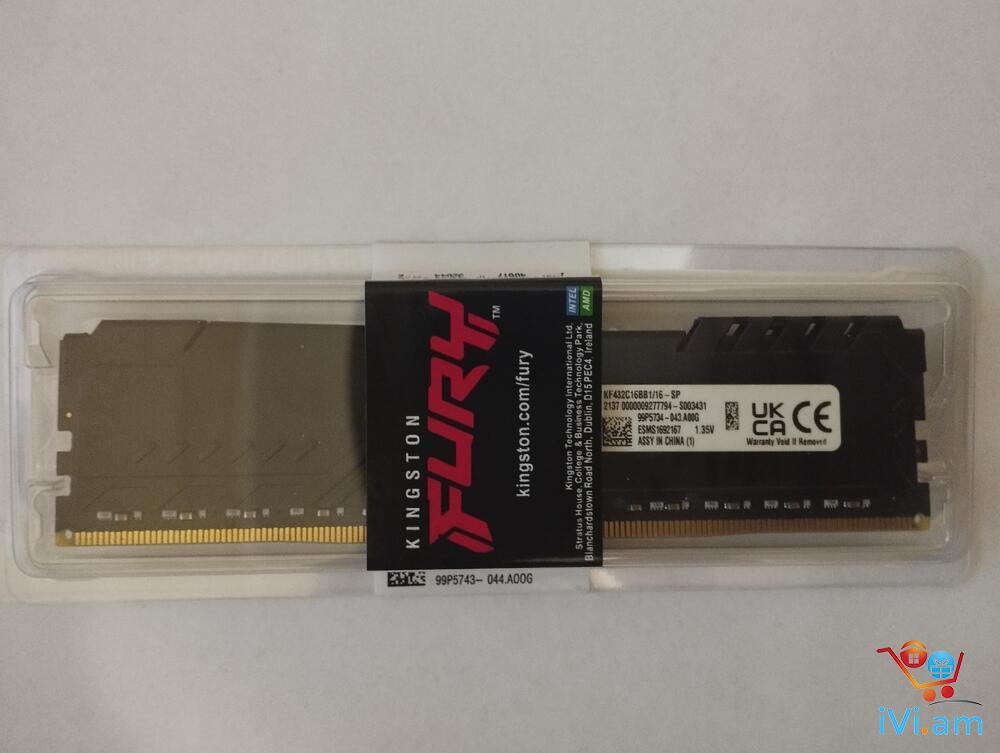 KINGSTON
FURY™
kingston.com/fury
INTEL
AMD
Kingston Technology International Ltd.
Stratus House, College & Business Technology Park,
Blanchardstown Road North, Dublin, D15 PEC4, Ireland
KF432C16BB1/16-SP
2137 0000009277794-S003431
99P5734-043.A00G
ESMS1692167 1.35V
ASSY IN CHINA (1)
UK
CA
CE
Warranty Void If Removed
99P5743- 044.A00G
iVi.am